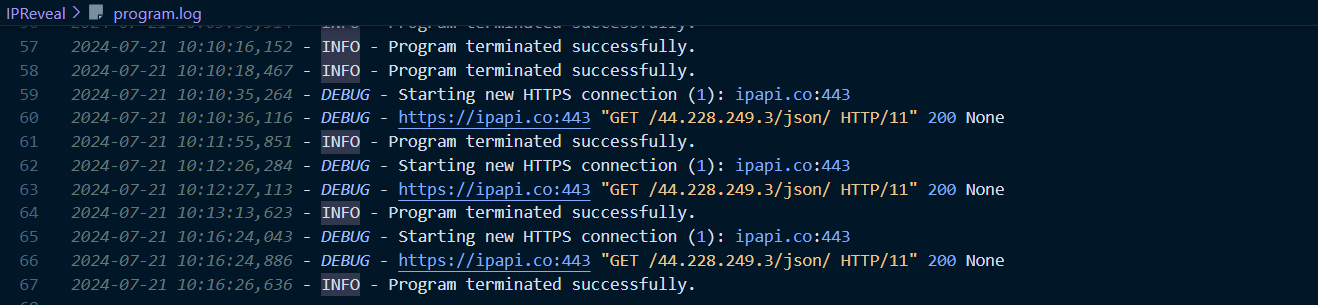 IPReveal > program.log
57 2024-07-21 10:10:16,152 - INFO - Program terminated successfully.
58 2024-07-21 10:10:18,467 - INFO - Program terminated successfully.
59 2024-07-21 10:10:35,264 - DEBUG - Starting new HTTPS connection (1): ipapi.co:443
60 2024-07-21 10:10:36,116 - DEBUG - https://ipapi.co:443 "GET /44.228.249.3/json/ HTTP/11" 200 None
61 2024-07-21 10:11:55,851 - INFO - Program terminated successfully.
62 2024-07-21 10:12:26,284 - DEBUG - Starting new HTTPS connection (1): ipapi.co:443
63 2024-07-21 10:12:27,113 - DEBUG - https://ipapi.co:443 "GET /44.228.249.3/json/ HTTP/11" 200 None
64 2024-07-21 10:13:13,623 - INFO - Program terminated successfully.
65 2024-07-21 10:16:24,043 - DEBUG - Starting new HTTPS connection (1): ipapi.co:443
66 2024-07-21 10:16:24,886 - DEBUG - https://ipapi.co:443 "GET /44.228.249.3/json/ HTTP/11" 200 None
67 2024-07-21 10:16:26,636 - INFO - Program terminated successfully.